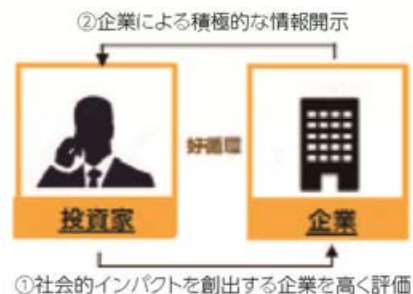 ②企業による積極的な情報開示
好循環
投資家
企業
①社会的インパクトを創出する企業を高く評価